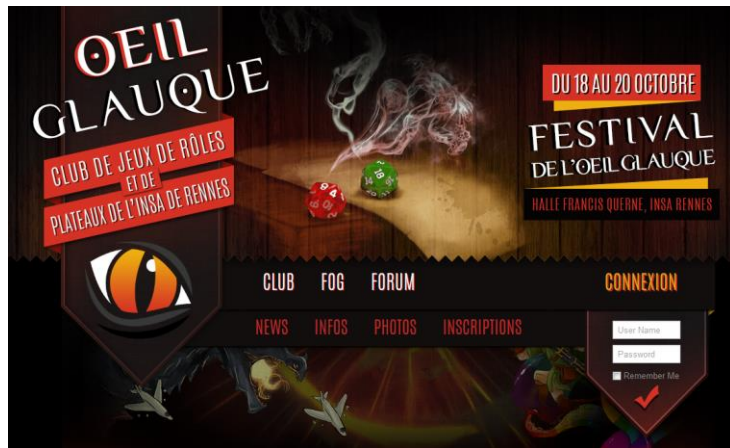 OEIL
GLAUQUE
CLUB DE JEUX DE RÔLES
ET DE
PLATEAUX DE L'INSA DE RENNES
DU 18 AU 20 OCTOBRE
FESTIVAL
DE L'OEIL GLAUQUE
HALLE FRANCIS QUERNE, INSA RENNES
CLUB FOG FORUM
CONNEXION
NEWS INFOS PHOTOS INSCRIPTIONS
User Name
Password
Remember Me